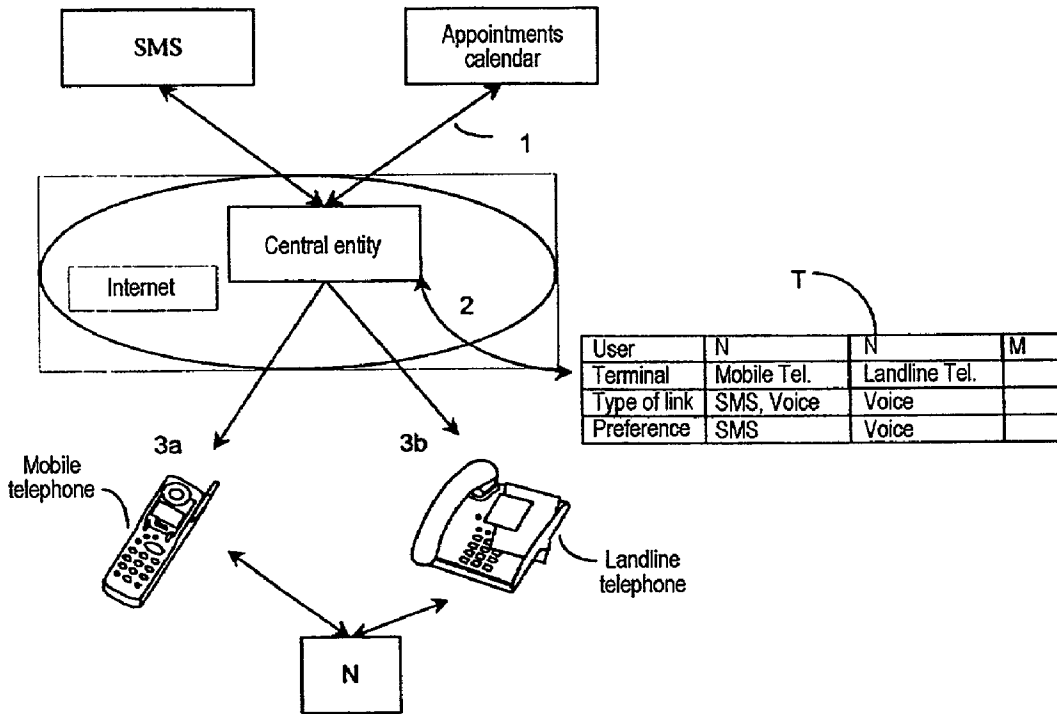 SMS
Appointments
calendar
1
Central entity
Internet
2
T
User N N M
Terminal Mobile Tel. Landline Tel.
Type of link SMS, Voice Voice
Preference SMS Voice
3a
3b
Mobile
telephone
Landline
telephone
N